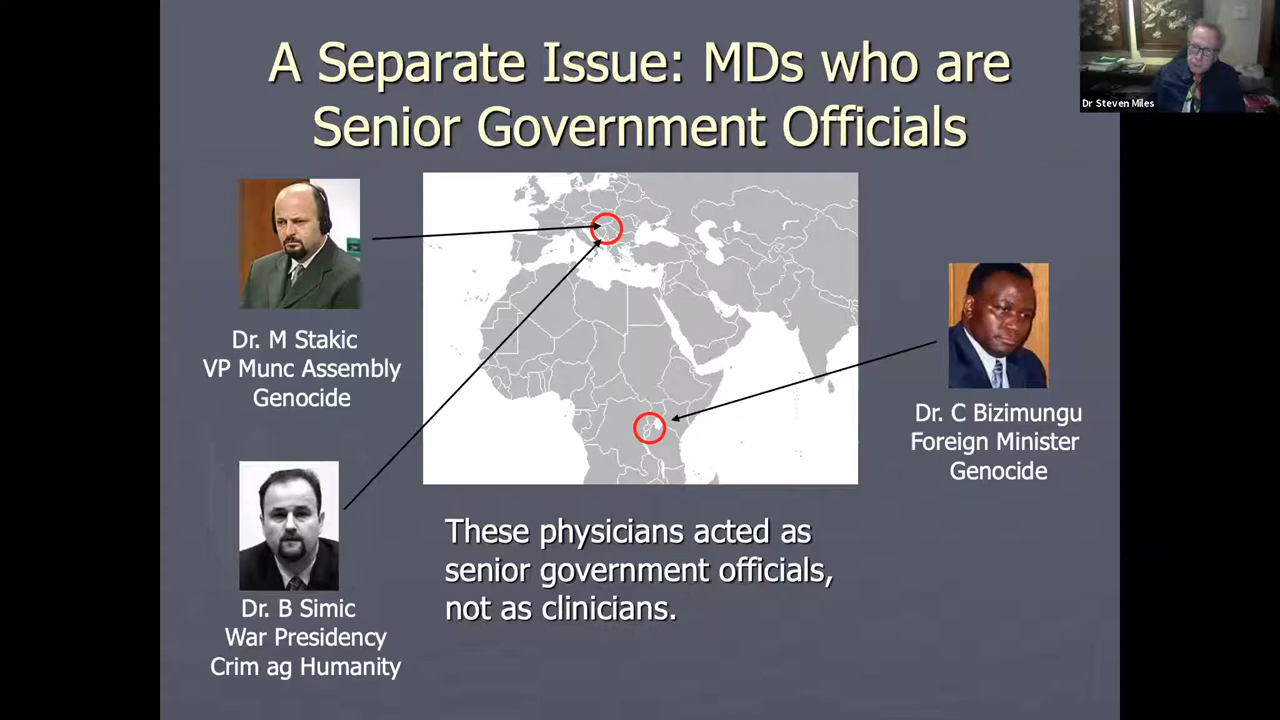 A Separate Issue: MDs who are
Senior Government Officials
Dr Steven Miles
Dr. M Stakic
VP Munc Assembly
Genocide
Dr. C Bizimungu
Foreign Minister
Genocide
Dr. B Simic
War Presidency
Crim ag Humanity
These physicians acted as
senior government officials,
not as clinicians.